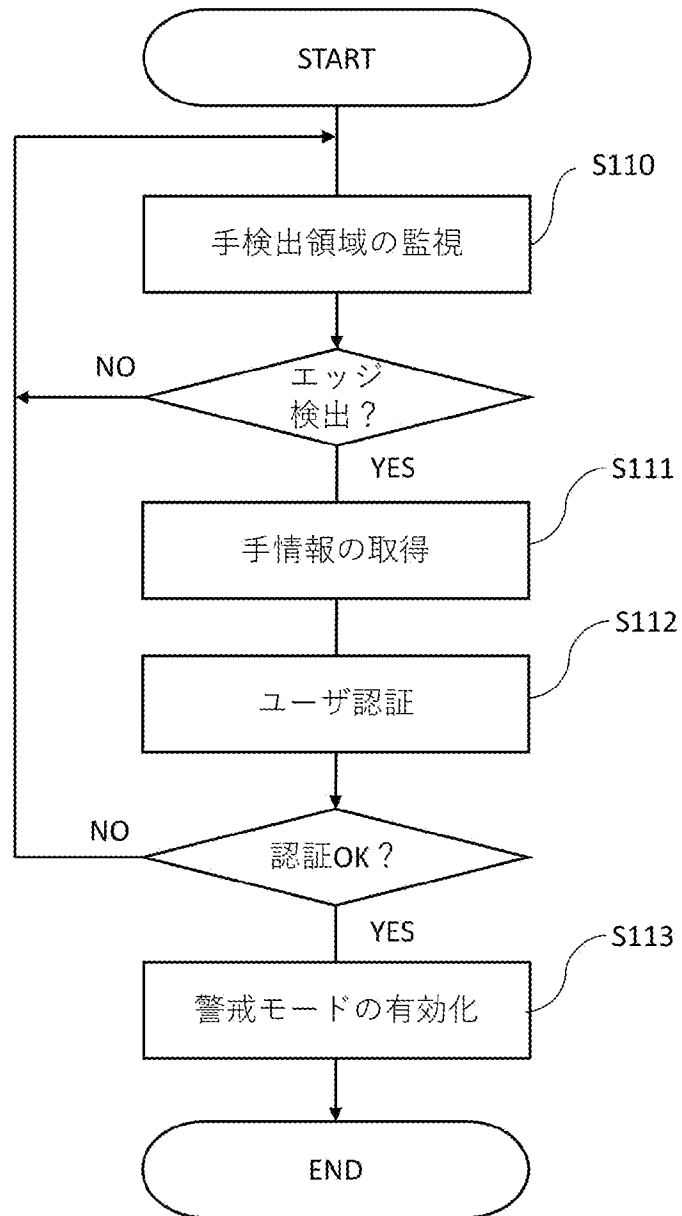 START
S110
手検出領域の監視
NO
エッジ
検出？
YES
S111
手情報の取得
S112
ユーザ認証
NO
認証OK？
YES
S113
警戒モードの有効化
END